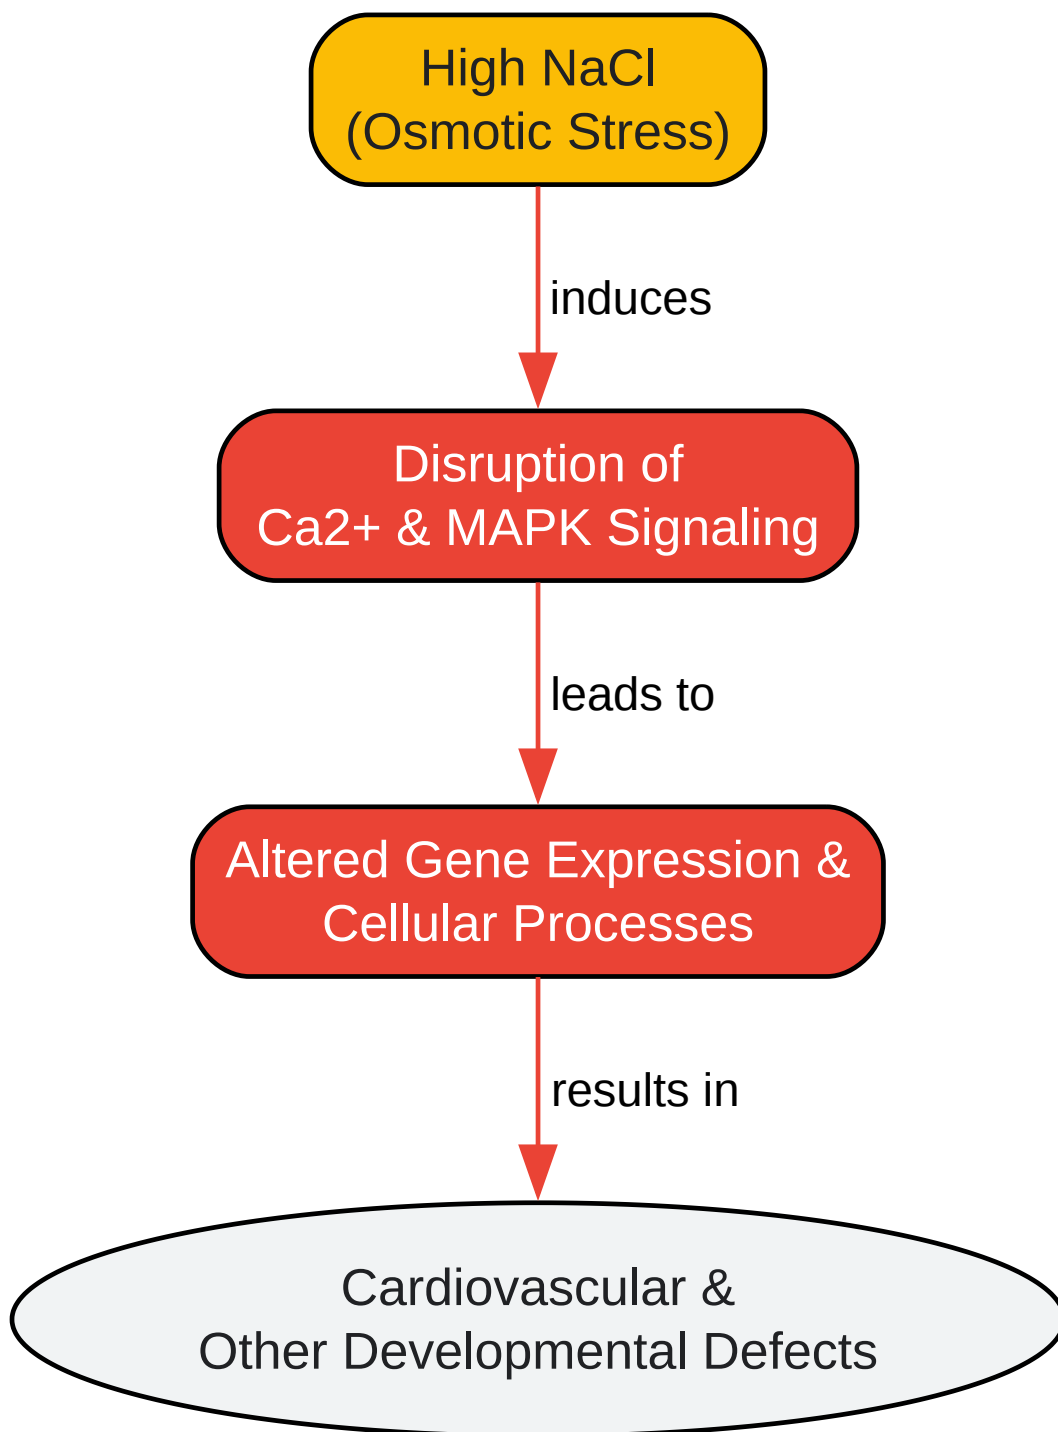 High NaCl
(Osmotic Stress)
induces
Disruption of
Ca2+ & MAPK Signaling
leads to
Altered Gene Expression &
Cellular Processes
results in
Cardiovascular &
Other Developmental Defects